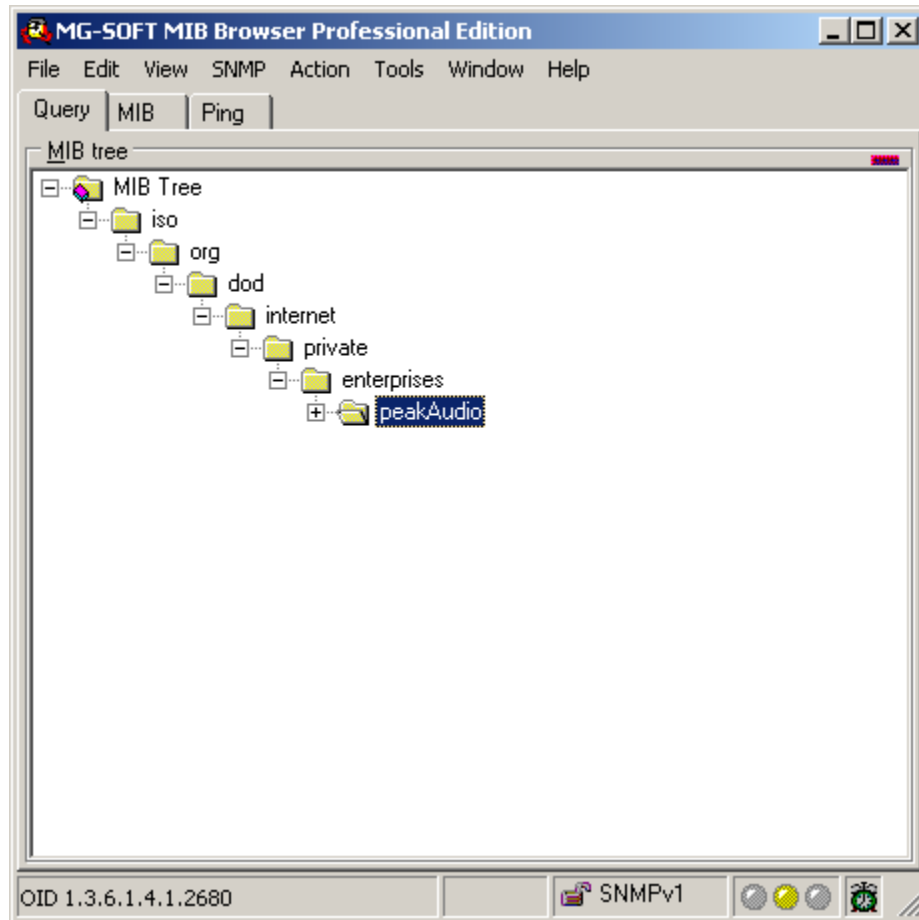 MG-SOFT MIB Browser Professional Edition
File Edit View SNMP Action Tools Window Help
Query MIB Ping
MIB tree
MIB Tree
iso
org
dod
internet
private
enterprises
peakAudio
OID 1.3.6.1.4.1.2680 SNMPv1